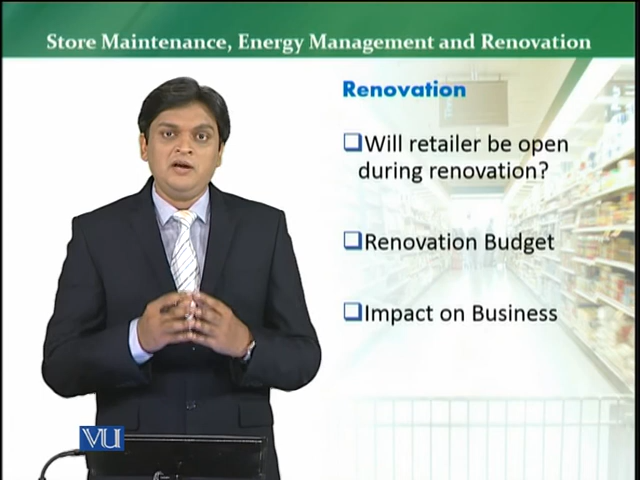 Store Maintenance, Energy Management and Renovation
Renovation
Will retailer be open
during renovation?
Renovation Budget
Impact on Business
VU